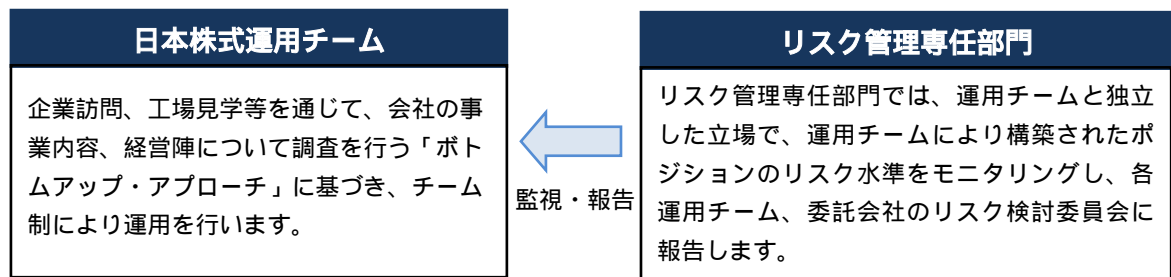 日本株式運用チーム
企業訪問、工場見学等を通じて、会社の事
業内容、経営陣について調査を行う「ボト
ムアップ・アプローチ」に基づき、チーム
制により運用を行います。
監視・報告
リスク管理専任部門
リスク管理専任部門では、運用チームと独立
した立場で、運用チームにより構築されたポ
ジションのリスク水準をモニタリングし、各
運用チーム、委託会社のリスク検討委員会に
報告します。